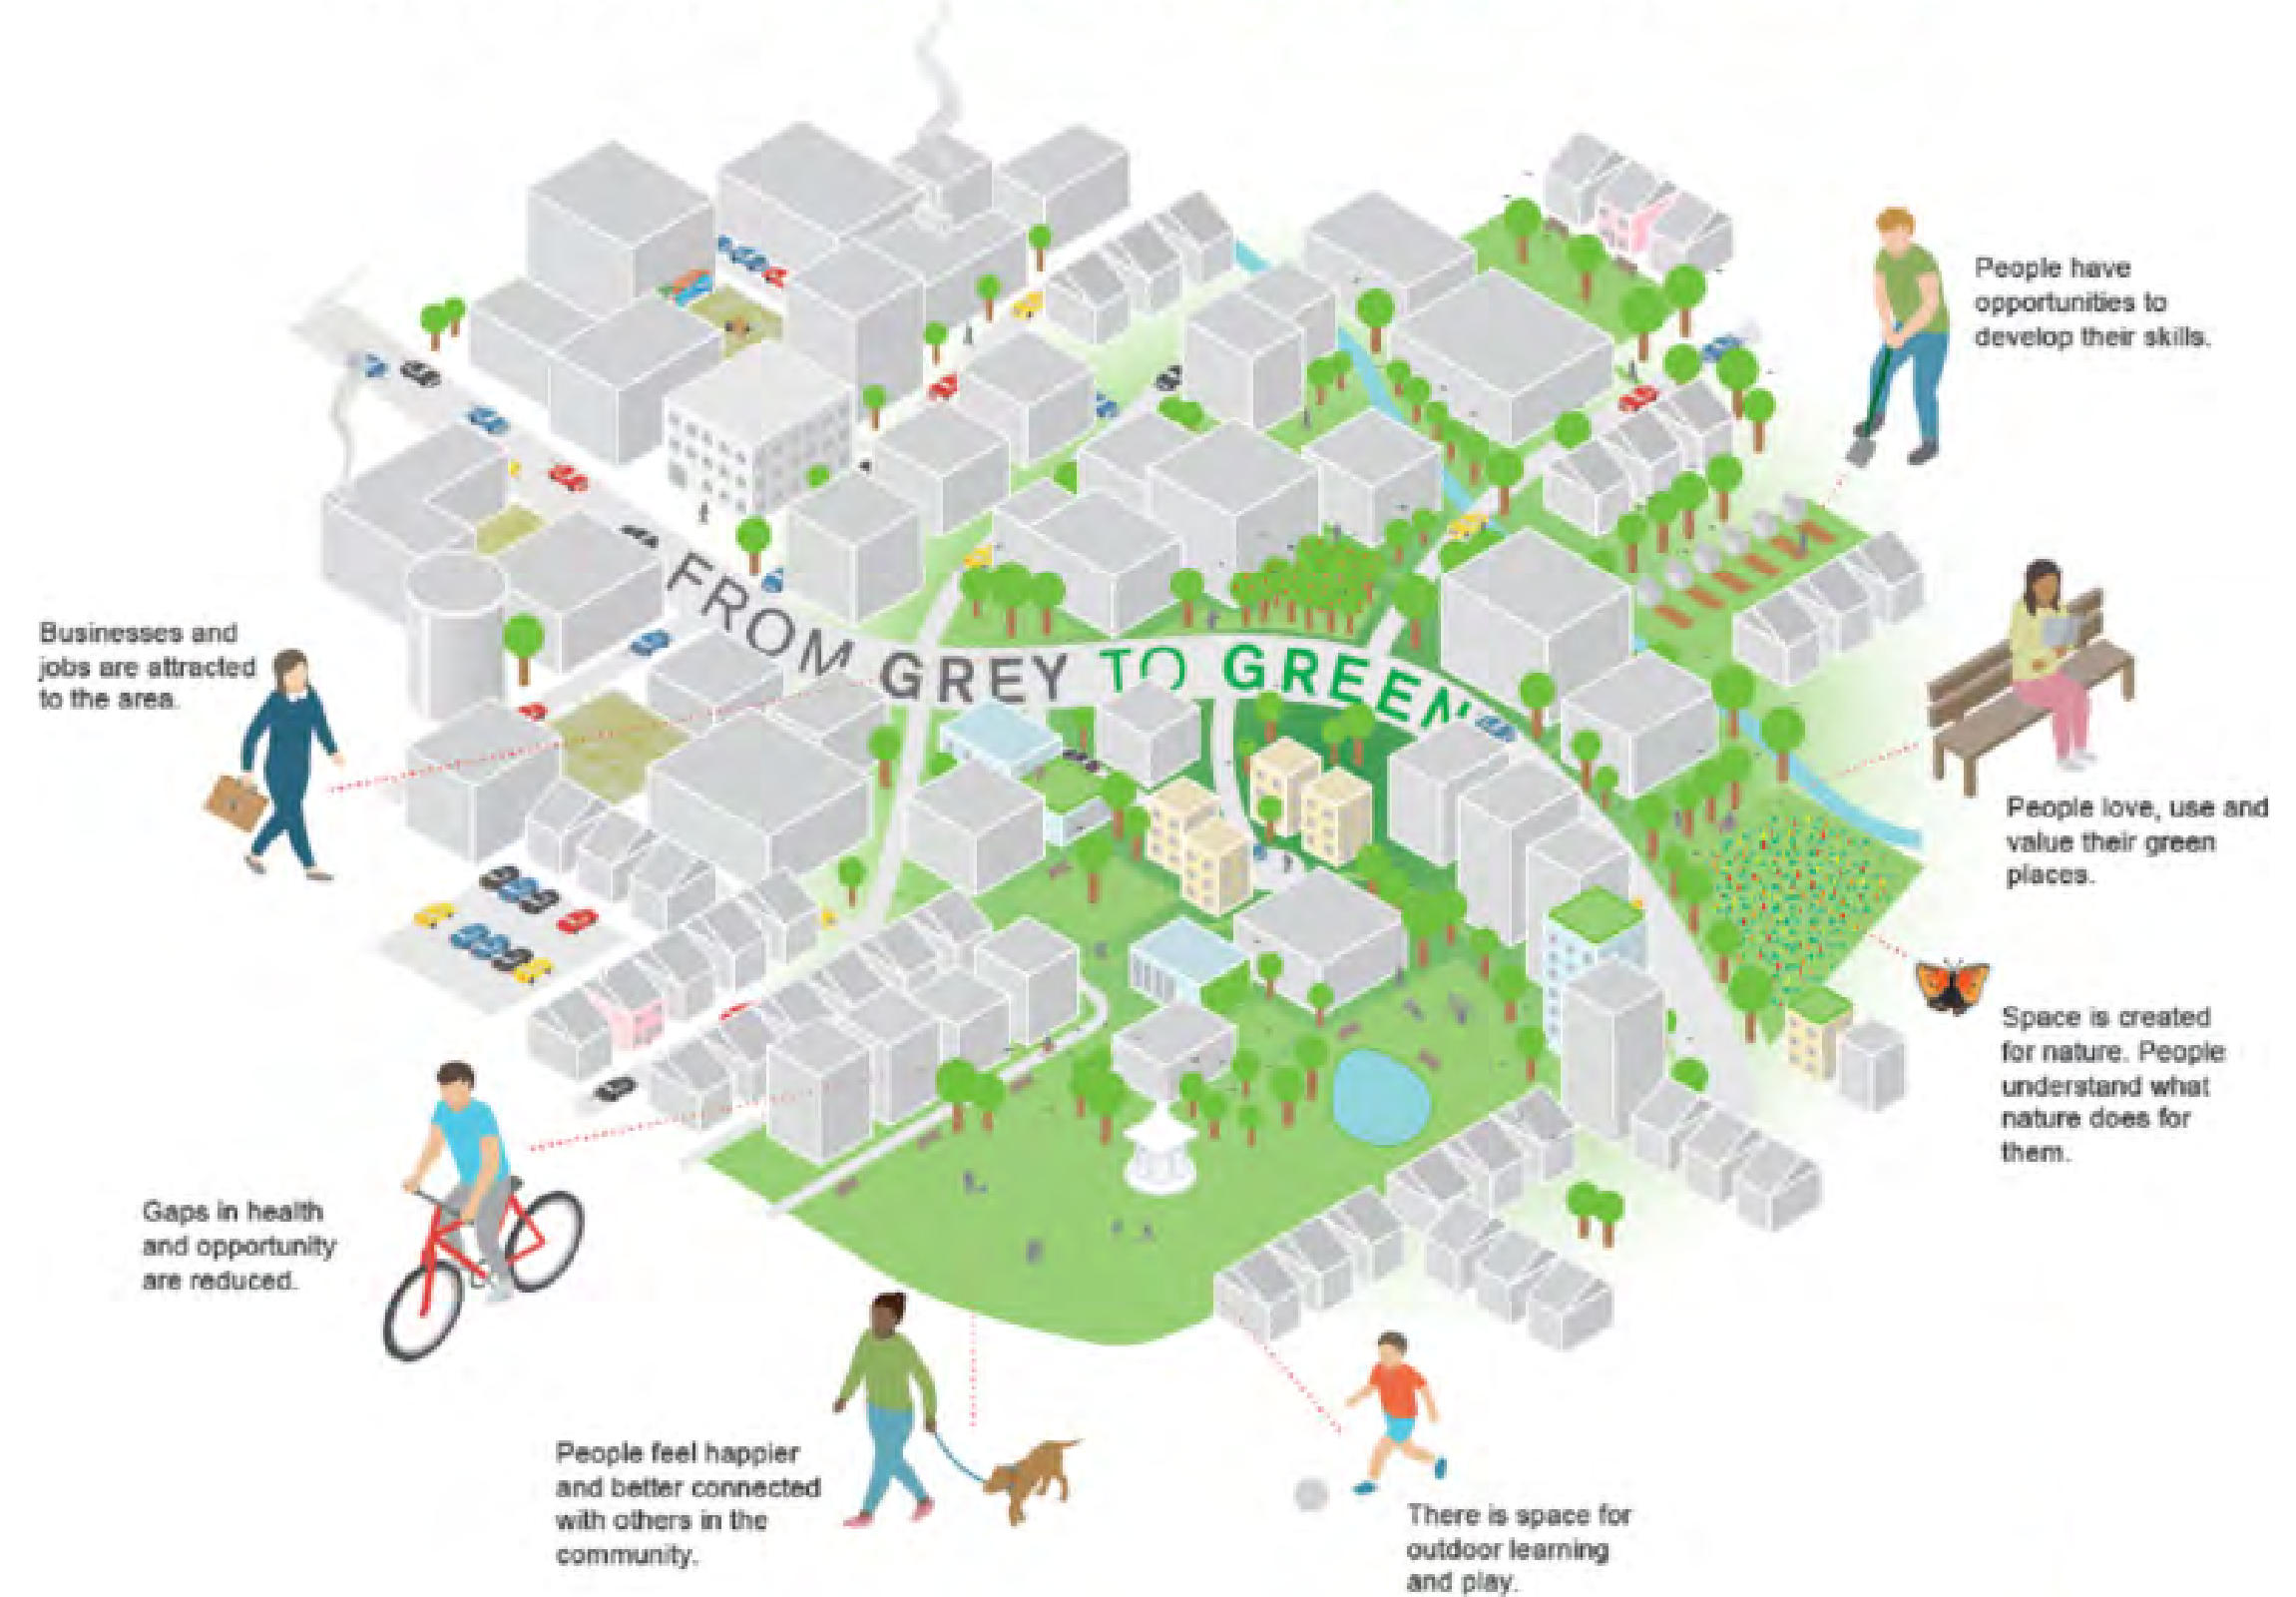 People have
opportunities to
develop their skills.
FROM GREY TO GREEN
Businesses and
jobs are attracted
to the area.
People love, use and
value their green
places.
Space is created
for nature. People
understand what
nature does for
them.
Gaps in health
and opportunity
are reduced.
People feel happier
and better connected
with others in the
community.
There is space for
outdoor learning
and play.